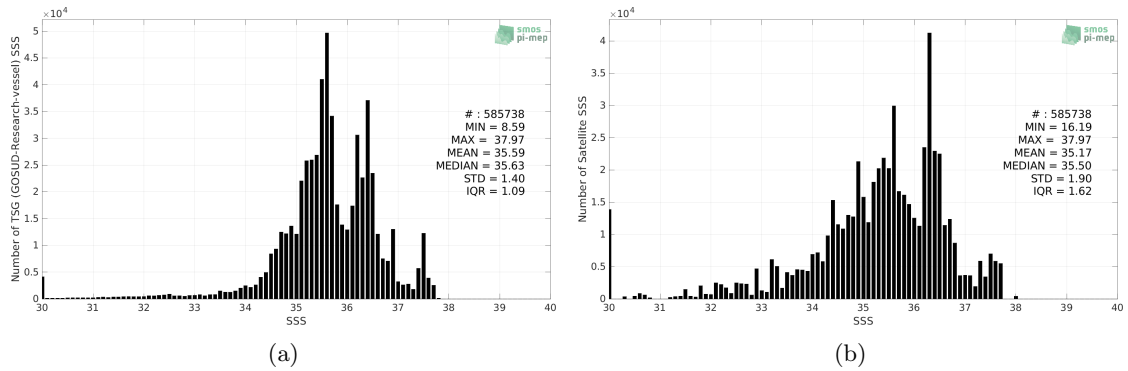 ×10⁴
5
4.5
4
3.5
3
2.5
2
1.5
1
0.5
0
30 31 32 33 34 35 36 37 38 39 40
SSS
Number of TSG (GOSUD-Research-vessel) SSS
smos
pi-mep
# : 585738
MIN = 8.59
MAX = 37.97
MEAN = 35.59
MEDIAN = 35.63
STD = 1.40
IQR = 1.09
(a)
×10⁴
4
3.5
3
2.5
2
1.5
1
0.5
0
30 31 32 33 34 35 36 37 38 39 40
SSS
Number of Satellite SSS
smos
pi-mep
# : 585738
MIN = 16.19
MAX = 37.97
MEAN = 35.17
MEDIAN = 35.50
STD = 1.90
IQR = 1.62
(b)